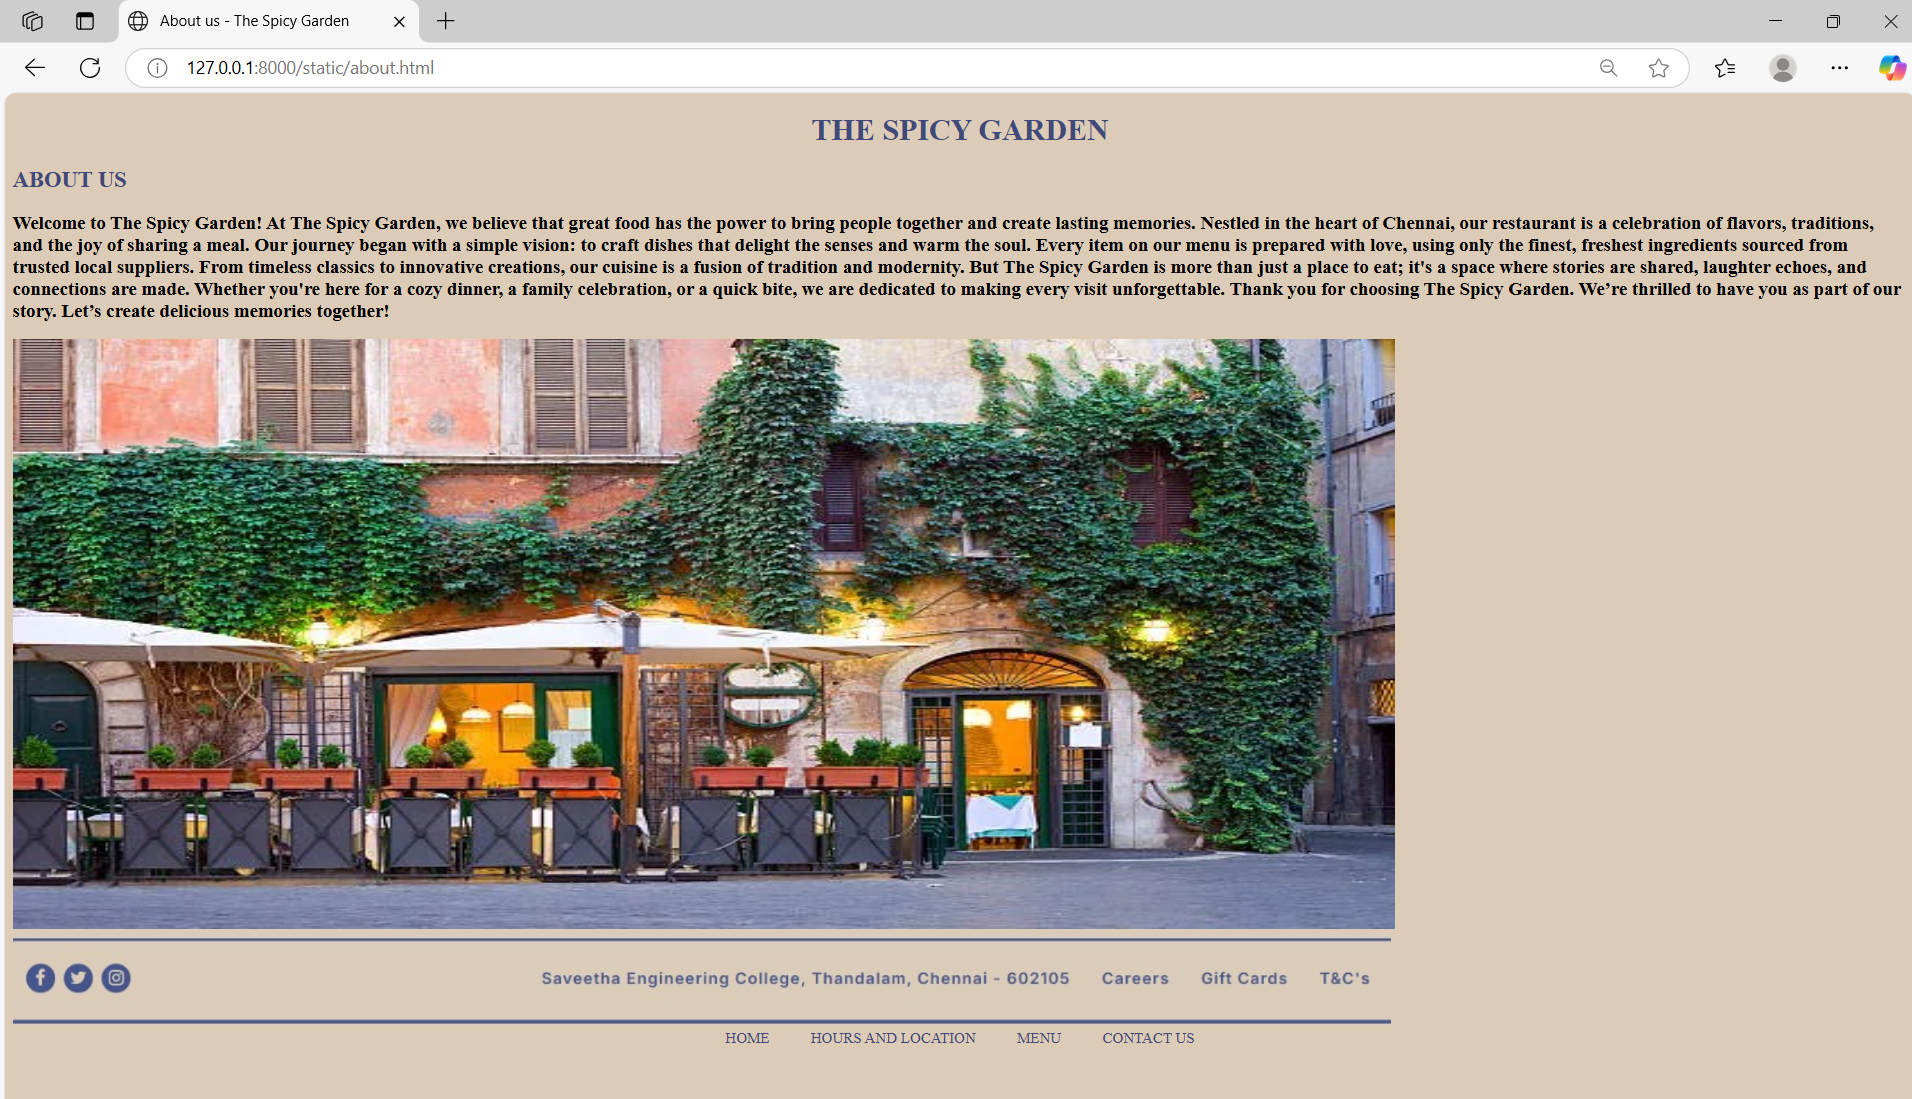 About us - The Spicy Garden
127.0.0.1:8000/static/about.html
THE SPICY GARDEN
ABOUT US
Welcome to The Spicy Garden! At The Spicy Garden, we believe that great food has the power to bring people together and create lasting memories. Nestled in the heart of Chennai, our restaurant is a celebration of flavors, traditions,
and the joy of sharing a meal. Our journey began with a simple vision: to craft dishes that delight the senses and warm the soul. Every item on our menu is prepared with love, using only the finest, freshest ingredients sourced from
trusted local suppliers. From timeless classics to innovative creations, our cuisine is a fusion of tradition and modernity. But The Spicy Garden is more than just a place to eat; it's a space where stories are shared, laughter echoes, and
connections are made. Whether you're here for a cozy dinner, a family celebration, or a quick bite, we are dedicated to making every visit unforgettable. Thank you for choosing The Spicy Garden. We’re thrilled to have you as part of our
story. Let’s create delicious memories together!
Saveetha Engineering College, Thandalam, Chennai - 602105 Careers Gift Cards T&C's
HOME HOURS AND LOCATION MENU CONTACT US